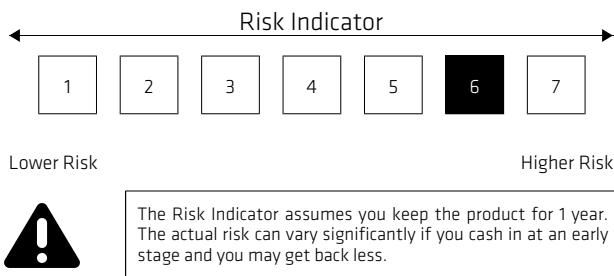 Risk Indicator
1 2 3 4 5 6 7
Lower Risk Higher Risk
The Risk Indicator assumes you keep the product for 1 year.
The actual risk can vary significantly if you cash in at an early
stage and you may get back less.